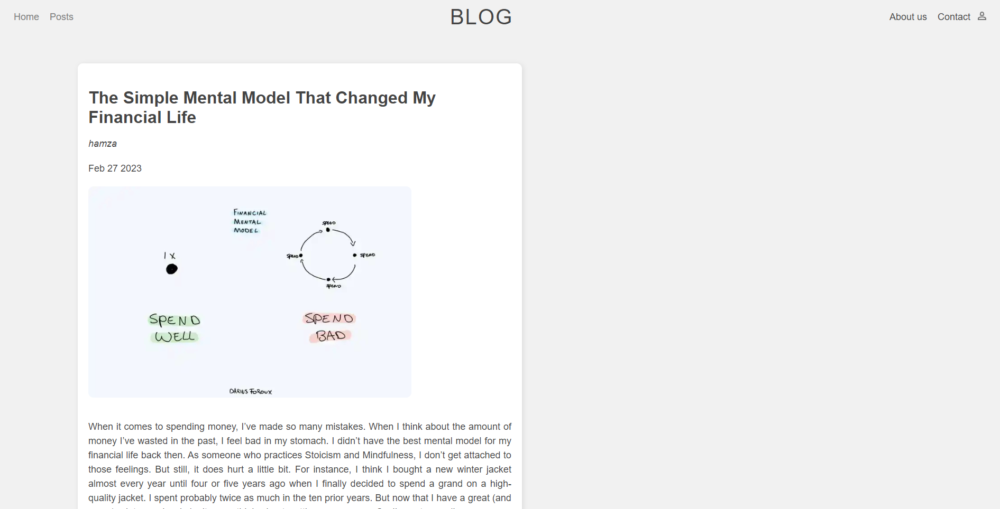 Home Posts BLOG About us Contact
The Simple Mental Model That Changed My
Financial Life
hamza
Feb 27 2023
FINANCIAL
MENTAL
MODEL
SPEND
1 X
SPEND
SPEND
SPEND
SPEND
WELL
SPEND
BAD
DARIUS FOROUX
When it comes to spending money, I’ve made so many mistakes. When I think about the amount of
money I’ve wasted in the past, I feel bad in my stomach. I didn’t have the best mental model for my
financial life back then. As someone who practices Stoicism and Mindfulness, I don’t get attached to
those feelings. But still, it does hurt a little bit. For instance, I think I bought a new winter jacket
almost every year until four or five years ago when I finally decided to spend a grand on a high-
quality jacket. I spent probably twice as much in the ten prior years. But now that I have a great (and